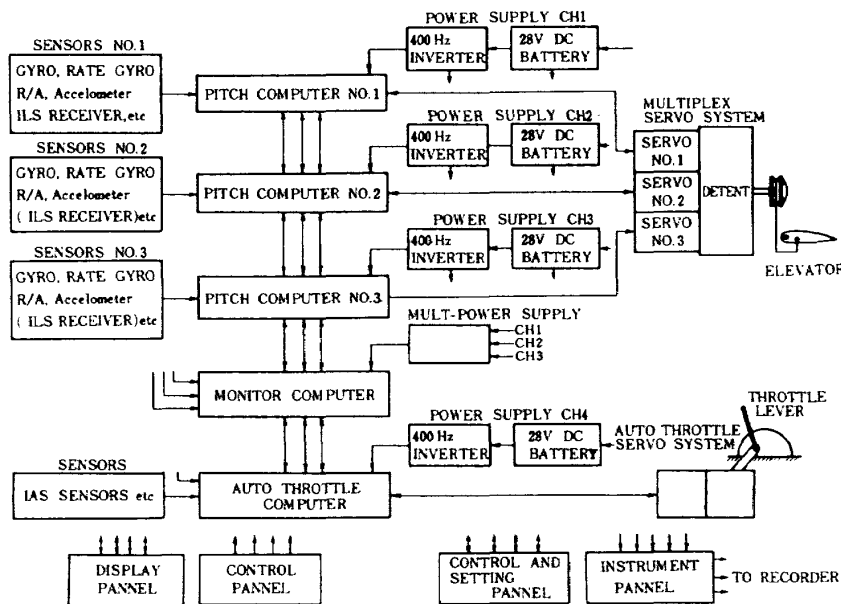 POWER SUPPLY CH1
SENSORS NO.1
GYRO, RATE GYRO
R/A, Accelometer
ILS RECEIVER, etc
400 Hz
INVERTER
28V DC
BATTERY
PITCH COMPUTER NO.1
POWER SUPPLY CH2
SENSORS NO.2
GYRO, RATE GYRO
R/A, Accelometer
( ILS RECEIVER) etc
400 Hz
INVERTER
28V DC
BATTERY
PITCH COMPUTER NO.2
MULTIPLEX
SERVO SYSTEM
SERVO
NO.1
SERVO
NO.2
SERVO
NO.3
DETENT
ELEVATOR
POWER SUPPLY CH3
SENSORS NO.3
GYRO, RATE GYRO
R/A, Accelometer
( ILS RECEIVER) etc
400 Hz
INVERTER
28V DC
BATTERY
PITCH COMPUTER NO.3
MULT-POWER SUPPLY
CH1
CH2
CH3
MONITOR COMPUTER
POWER SUPPLY CH4
400 Hz
INVERTER
28V DC
BATTERY
AUTO THROTTLE
SERVO SYSTEM
THROTTLE
LEVER
SENSORS
IAS SENSORS etc
AUTO THROTTLE
COMPUTER
DISPLAY
PANNEL
CONTROL
PANNEL
CONTROL AND
SETTING
PANNEL
INSTRUMENT
PANNEL
TO RECORDER